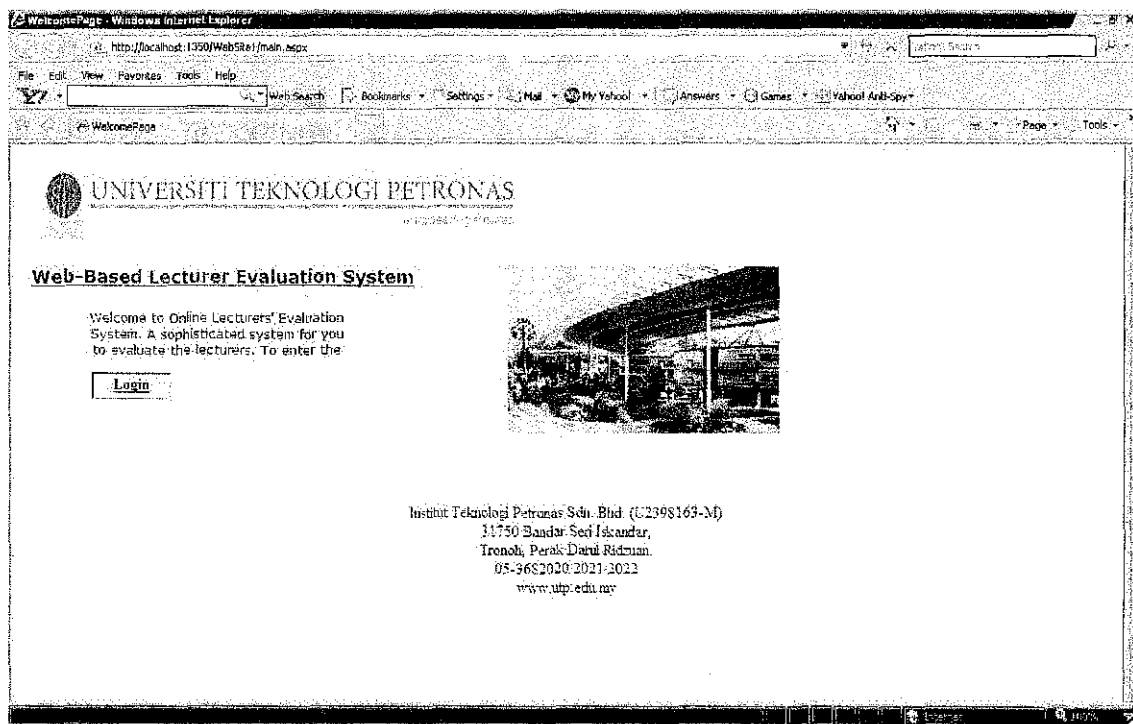 WelcomePage - Windows Internet Explorer
http://localhost:1350/WebSite1/main.aspx
File Edit View Favorites Tools Help
Y! Web Search Bookmarks Settings Mail My Yahoo! Answers Games Yahoo! Anti-Spy
WelcomePage Page Tools
UNIVERSITI TEKNOLOGI PETRONAS
Web-Based Lecturer Evaluation System
Welcome to Online Lecturers' Evaluation
System. A sophisticated system for you
to evaluate the lecturers. To enter the
Login
Institut Teknologi Petronas Sdn. Bhd. (U2398163-M)
31750 Bandar Seri Iskandar,
Tronoh, Perak Darul Ridzuan.
05-3682020/2021/2022
www.utp.edu.my
Internet 100%